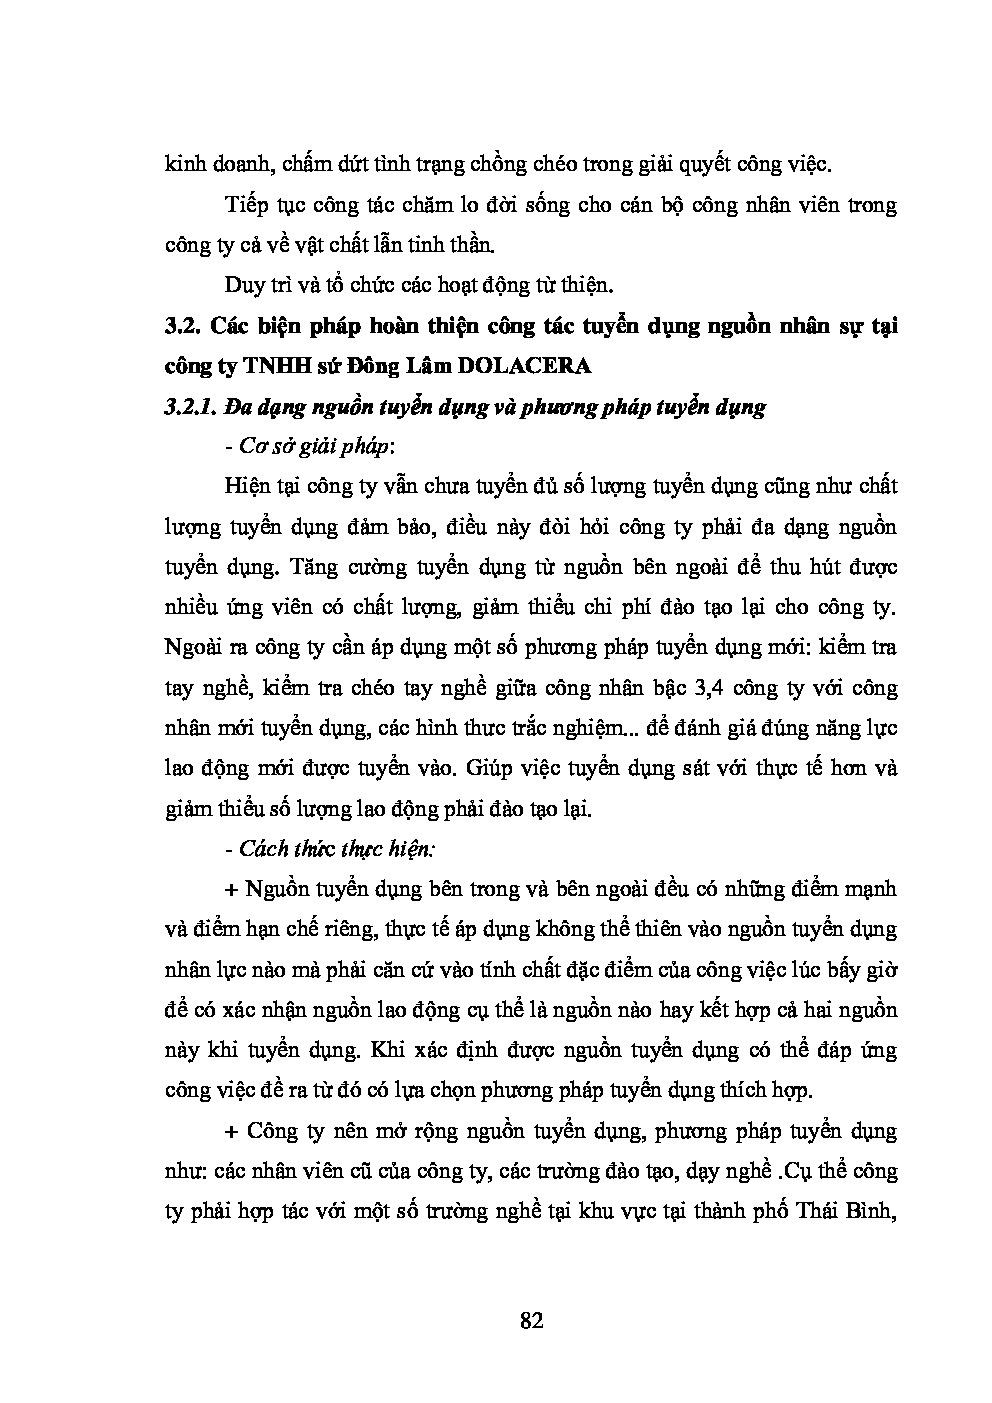 kinh doanh, chấm dứt tình trạng chồng chéo trong giải quyết công việc.
Tiếp tục công tác chăm lo đời sống cho cán bộ công nhân viên trong
công ty cả về vật chất lẫn tinh thần.
Duy trì và tổ chức các hoạt động từ thiện.
3.2. Các biện pháp hoàn thiện công tác tuyển dụng nguồn nhân sự tại
công ty TNHH sứ Đông Lâm DOLACERA
3.2.1. Đa dạng nguồn tuyển dụng và phương pháp tuyển dụng
- Cơ sở giải pháp:
Hiện tại công ty vẫn chưa tuyển đủ số lượng tuyển dụng cũng như chất
lượng tuyển dụng đảm bảo, điều này đòi hỏi công ty phải đa dạng nguồn
tuyển dụng. Tăng cường tuyển dụng từ nguồn bên ngoài để thu hút được
nhiều ứng viên có chất lượng, giảm thiểu chi phí đào tạo lại cho công ty.
Ngoài ra công ty cần áp dụng một số phương pháp tuyển dụng mới: kiểm tra
tay nghề, kiểm tra chéo tay nghề giữa công nhân bậc 3,4 công ty với công
nhân mới tuyển dụng, các hình thưc trắc nghiệm... để đánh giá đúng năng lực
lao động mới được tuyển vào. Giúp việc tuyển dụng sát với thực tế hơn và
giảm thiểu số lượng lao động phải đào tạo lại.
- Cách thức thực hiện:
+ Nguồn tuyển dụng bên trong và bên ngoài đều có những điểm mạnh
và điểm hạn chế riêng, thực tế áp dụng không thể thiên vào nguồn tuyển dụng
nhân lực nào mà phải căn cứ vào tính chất đặc điểm của công việc lúc bấy giờ
để có xác nhận nguồn lao động cụ thể là nguồn nào hay kết hợp cả hai nguồn
này khi tuyển dụng. Khi xác định được nguồn tuyển dụng có thể đáp ứng
công việc đề ra từ đó có lựa chọn phương pháp tuyển dụng thích hợp.
+ Công ty nên mở rộng nguồn tuyển dụng, phương pháp tuyển dụng
như: các nhân viên cũ của công ty, các trường đào tạo, dạy nghề .Cụ thể công
ty phải hợp tác với một số trường nghề tại khu vực tại thành phố Thái Bình,
82